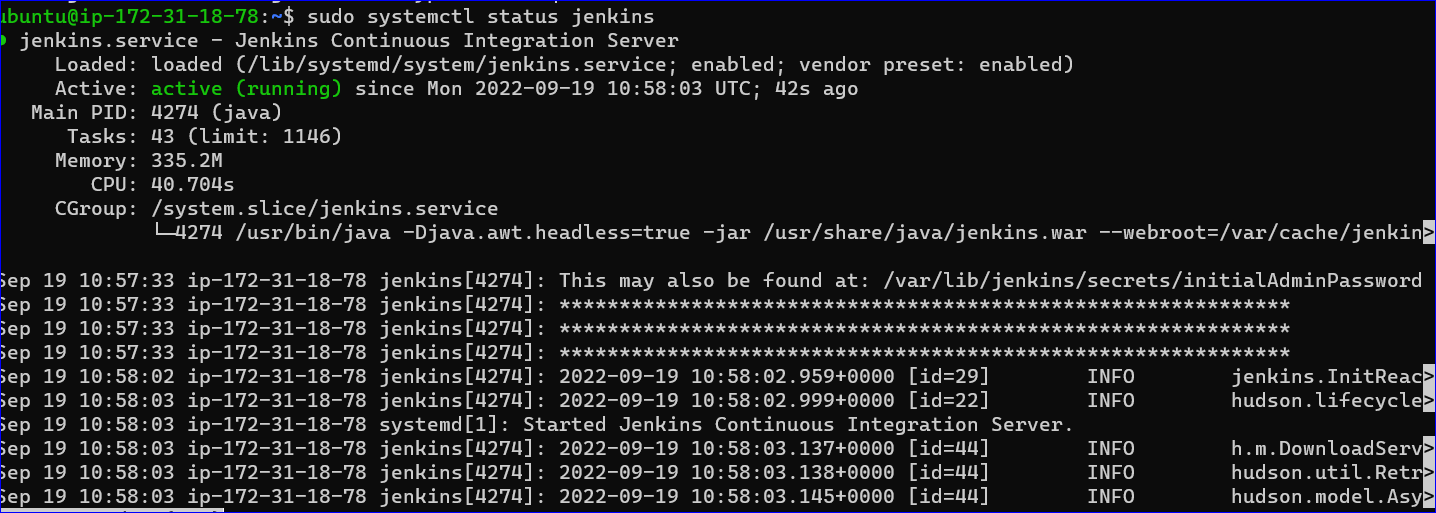 ubuntu@ip-172-31-18-78:~$ sudo systemctl status jenkins
● jenkins.service - Jenkins Continuous Integration Server
Loaded: loaded (/lib/systemd/system/jenkins.service; enabled; vendor preset: enabled)
Active: active (running) since Mon 2022-09-19 10:58:03 UTC; 42s ago
Main PID: 4274 (java)
Tasks: 43 (limit: 1146)
Memory: 335.2M
CPU: 40.704s
CGroup: /system.slice/jenkins.service
└─4274 /usr/bin/java -Djava.awt.headless=true -jar /usr/share/java/jenkins.war --webroot=/var/cache/jenkin>
Sep 19 10:57:33 ip-172-31-18-78 jenkins[4274]: This may also be found at: /var/lib/jenkins/secrets/initialAdminPassword
Sep 19 10:57:33 ip-172-31-18-78 jenkins[4274]: *************************************************************
Sep 19 10:57:33 ip-172-31-18-78 jenkins[4274]: *************************************************************
Sep 19 10:57:33 ip-172-31-18-78 jenkins[4274]: *************************************************************
Sep 19 10:58:02 ip-172-31-18-78 jenkins[4274]: 2022-09-19 10:58:02.959+0000 [id=29] INFO jenkins.InitReac>
Sep 19 10:58:03 ip-172-31-18-78 jenkins[4274]: 2022-09-19 10:58:02.999+0000 [id=22] INFO hudson.lifecycle>
Sep 19 10:58:03 ip-172-31-18-78 systemd[1]: Started Jenkins Continuous Integration Server.
Sep 19 10:58:03 ip-172-31-18-78 jenkins[4274]: 2022-09-19 10:58:03.137+0000 [id=44] INFO h.m.DownloadServ>
Sep 19 10:58:03 ip-172-31-18-78 jenkins[4274]: 2022-09-19 10:58:03.138+0000 [id=44] INFO hudson.util.Retr>
Sep 19 10:58:03 ip-172-31-18-78 jenkins[4274]: 2022-09-19 10:58:03.145+0000 [id=44] INFO hudson.model.Asy>